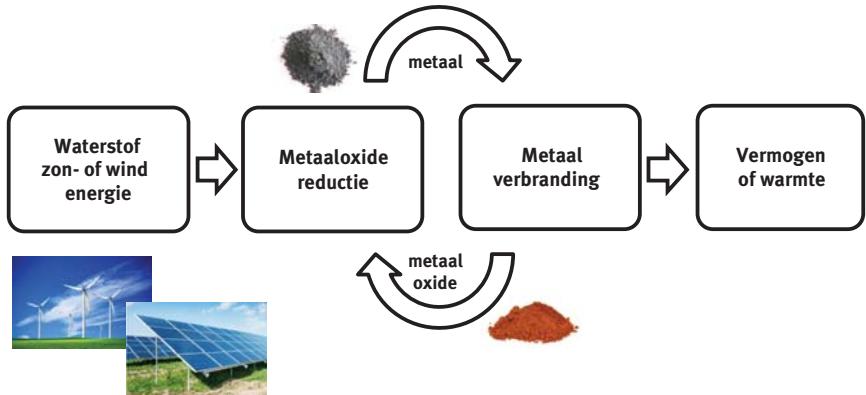 metaal
Waterstof
zon- of wind
energie
Metaaloxide
reductie
Metaal
verbranding
Vermogen
of warmte
metaal
oxide